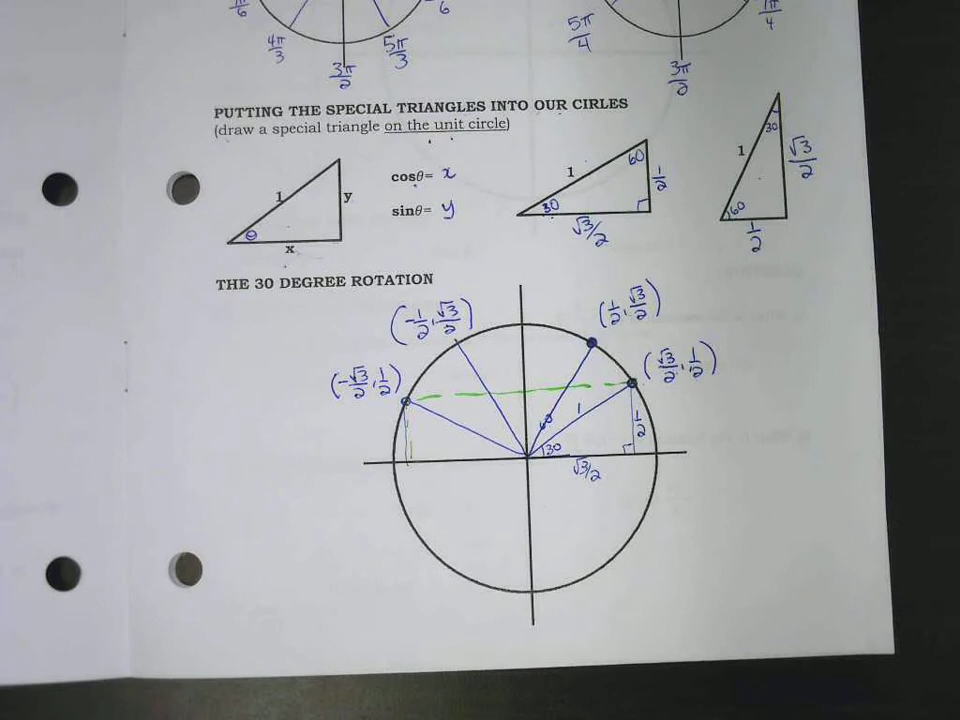 π/6
6
4π/3
5π/3
3π/2
5π/4
π/4
3π/2
PUTTING THE SPECIAL TRIANGLES INTO OUR CIRLES
(draw a special triangle on the unit circle)
1
y
θ
x
cosθ= x
sinθ= y
1
60
1/2
30
√3/2
30
1
√3/2
60
1/2
THE 30 DEGREE ROTATION
(-1/2, √3/2)
(1/2, √3/2)
(-√3/2, 1/2)
(√3/2, 1/2)
60
1
1/2
30
√3/2